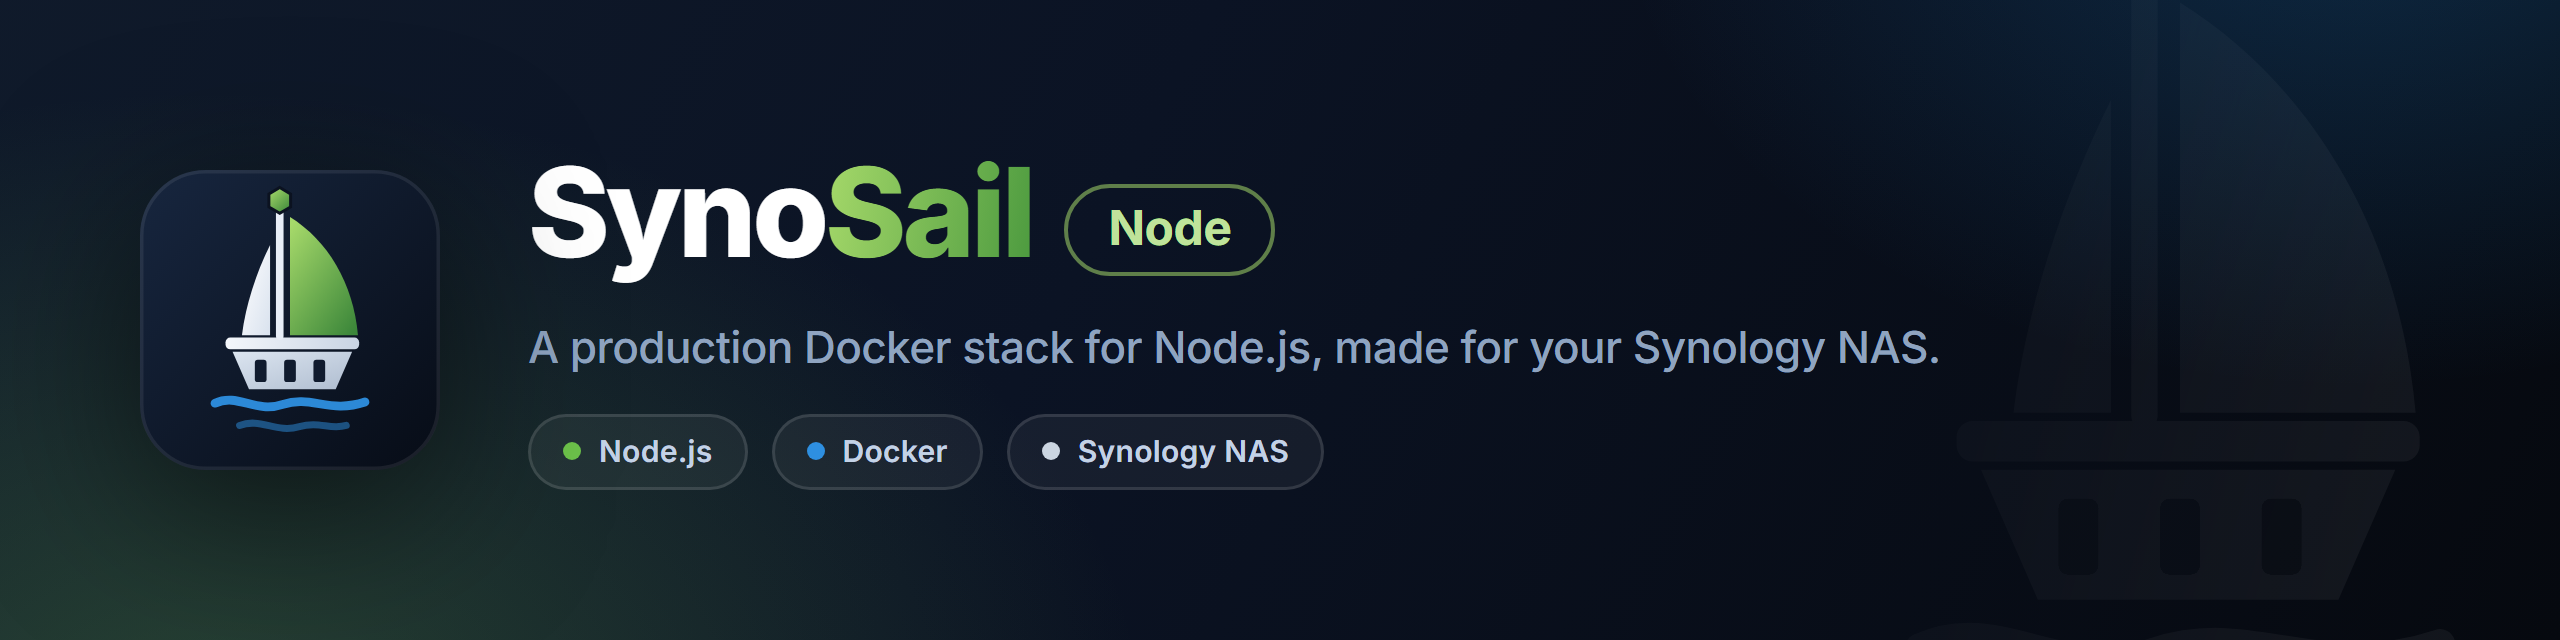 SynoSail Node
A production Docker stack for Node.js, made for your Synology NAS.
Node.js Docker Synology NAS